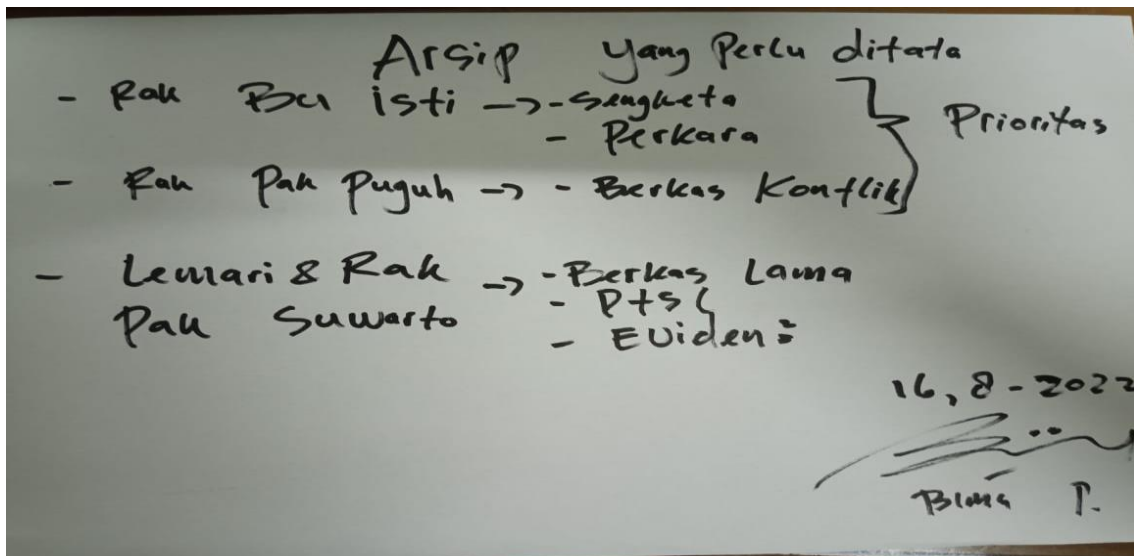 Arsip yang Perlu ditata
- Rak Bu isti -> - Sengketa
- Perkara
Prioritas
- Rak Pak Puguh -> - Berkas Konflik
- Lemari & Rak -> - Berkas Lama
Pak Suwarto - PtSL
- EViden :
16, 8 - 2022
Bima P.